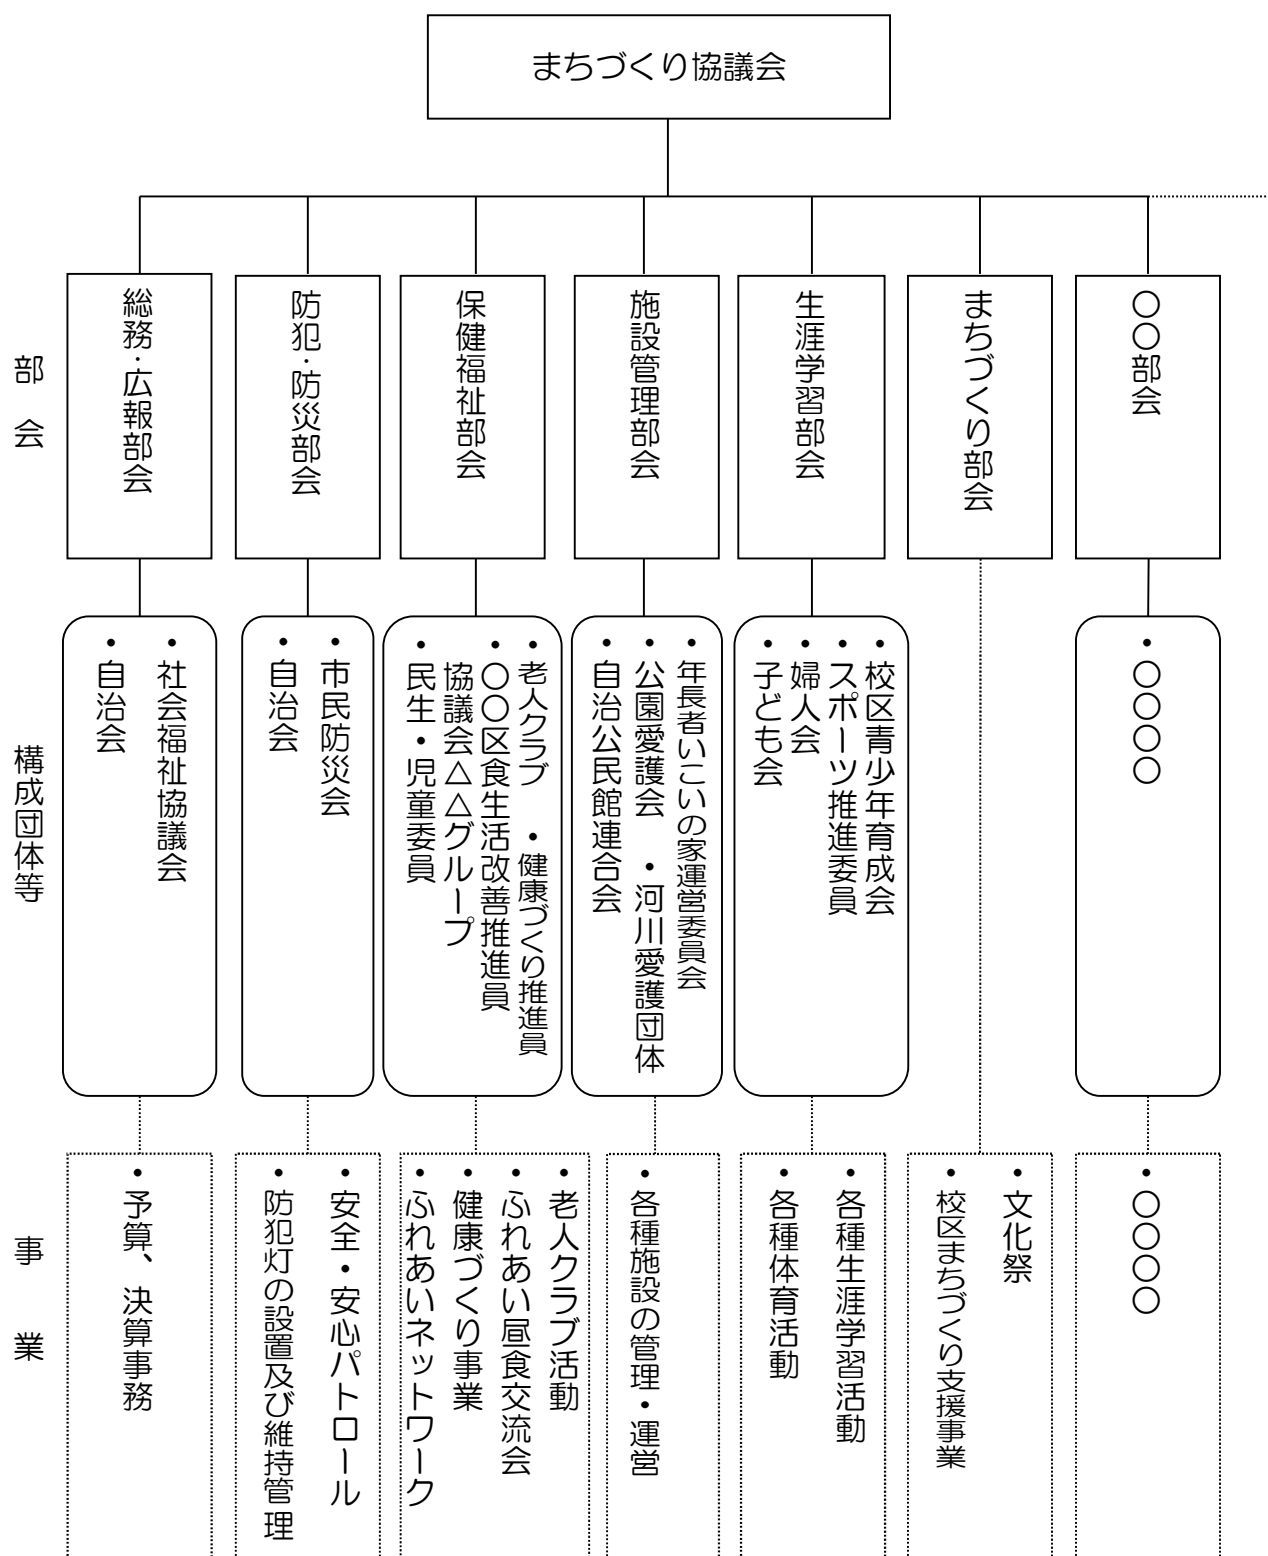 まちづくり協議会
部会
総務・広報部会
防犯・防災部会
保健福祉部会
施設管理部会
生涯学習部会
まちづくり部会
〇〇部会
構成団体等
・社会福祉協議会
・自治会
・市民防災会
・自治会
・老人クラブ ・健康づくり推進員
・〇〇区食生活改善推進員
協議会△△グループ
・民生・児童委員
・年長者いこいの家運営委員会
・公園愛護会 ・河川愛護団体
・自治公民館連合会
・校区青少年育成会
・スポーツ推進委員
・婦人会
・子ども会
・〇〇〇〇
事業
・予算、決算事務
・安全・安心パトロール
・防犯灯の設置及び維持管理
・老人クラブ活動
・ふれあい昼食交流会
・健康づくり事業
・ふれあいネットワーク
・各種施設の管理・運営
・各種生涯学習活動
・各種体育活動
・文化祭
・校区まちづくり支援事業
・〇〇〇〇